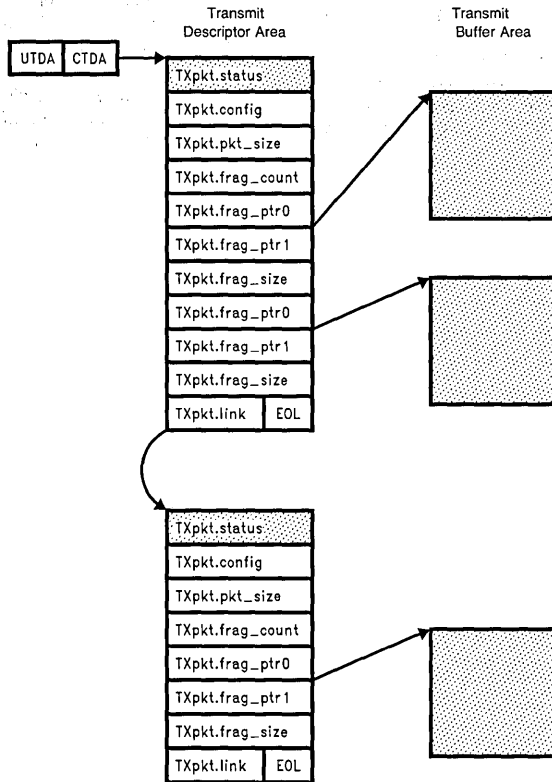 Transmit
Descriptor Area
Transmit
Buffer Area
UTDA CTDA
TXpkt.status
TXpkt.config
TXpkt.pkt_size
TXpkt.frag_count
TXpkt.frag_ptr0
TXpkt.frag_ptr1
TXpkt.frag_size
TXpkt.frag_ptr0
TXpkt.frag_ptr1
TXpkt.frag_size
TXpkt.link EOL
TXpkt.status
TXpkt.config
TXpkt.pkt_size
TXpkt.frag_count
TXpkt.frag_ptr0
TXpkt.frag_ptr1
TXpkt.frag_size
TXpkt.link EOL